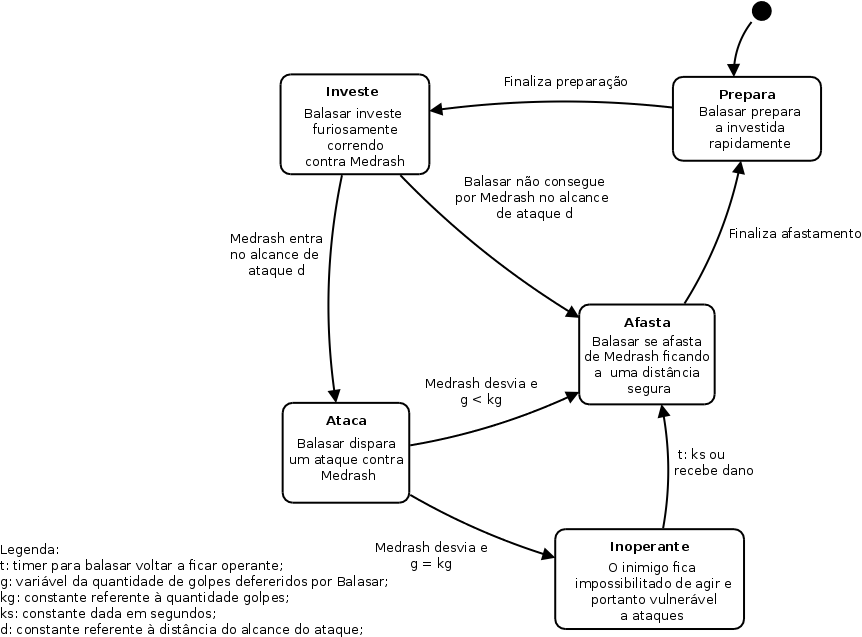 Finaliza preparação
Investe
Balasar investe
furiosamente
correndo
contra Medrash
Prepara
Balasar prepara
a investida
rapidamente
Balasar não consegue
por Medrash no alcance
de ataque d
Medrash entra
no alcance de
ataque d
Finaliza afastamento
Afasta
Balasar se afasta
de Medrash ficando
a uma distância
segura
Medrash desvia e
g < kg
Ataca
Balasar dispara
um ataque contra
Medrash
t: ks ou
recebe dano
Medrash desvia e
g = kg
Inoperante
O inimigo fica
impossibilitado de agir e
portanto vulnerável
a ataques
Legenda:
t: timer para balasar voltar a ficar operante;
g: variável da quantidade de golpes defereridos por Balasar;
kg: constante referente à quantidade golpes;
ks: constante dada em segundos;
d: constante referente à distância do alcance do ataque;